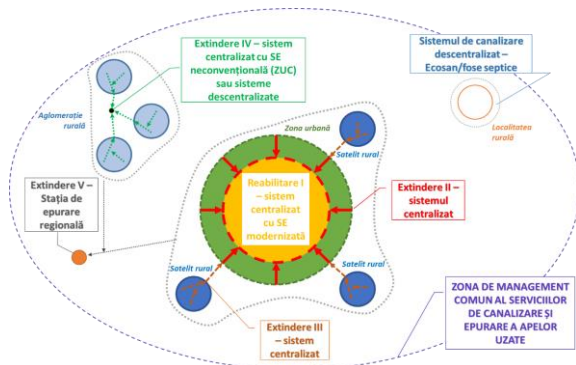 Extindere IV – sistem
centralizat cu SE
neconvențională (ZUC)
sau sisteme
descentralizate
Sistemul de canalizare
descentralizat –
Ecosan/fose septice
Aglomerație
rurală
Zona urbană
Satelit rural
Localitatea
rurală
Extindere V –
Stația de
epurare
regională
Reabilitare I
– sistem
centralizat
cu SE
modernizată
Extindere II –
sistemul
centralizat
Satelit rural
Satelit rural
Extindere III
– sistem
centralizat
ZONA DE MANAGEMENT
COMUN AL SERVICIILOR
DE CANALIZARE ȘI
EPURARE A APELOR
UZATE